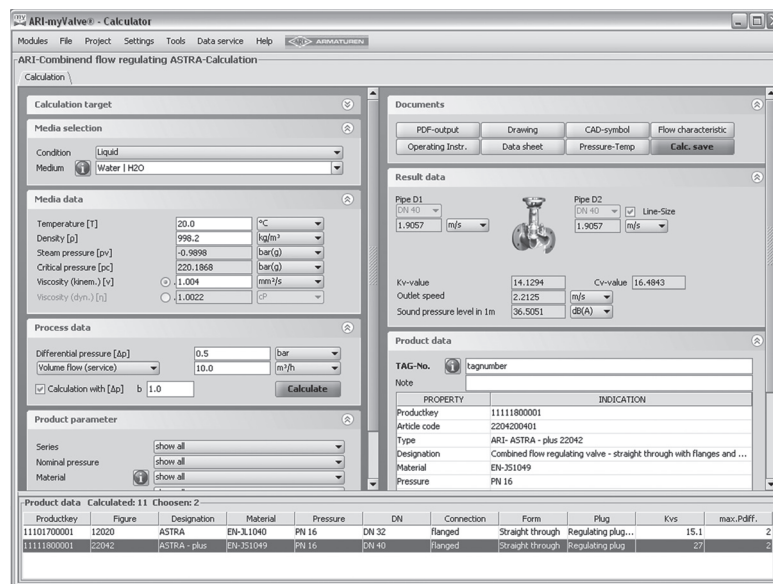 ARI-myValve® - Calculator
Modules File Project Settings Tools Data service Help ARI ARMATUREN
ARI-Combinend flow regulating ASTRA-Calculation
Calculation
Calculation target
Media selection
Condition Liquid
Medium Water | H2O
Media data
Temperature [T] 20.0 °C
Density [ρ] 998.2 kg/m³
Steam pressure [pv] -0.9898 bar(g)
Critical pressure [pc] 220.1868 bar(g)
Viscosity (kinem.) [v] 1.004 mm²/s
Viscosity (dyn.) [η] 1.0022 cP
Process data
Differential pressure [Δp] 0.5 bar
Volume flow (service) 10.0 m³/h
Calculation with [Δp] b 1.0 Calculate
Product parameter
Series show all
Nominal pressure show all
Material show all
Documents
PDF-output Drawing CAD-symbol Flow characteristic
Operating Instr. Data sheet Pressure-Temp Calc. save
Result data
Pipe D1 Pipe D2
DN 40 DN 40 Line-Size
1.9057 m/s 1.9057 m/s
Kv-value 14.1294 Cv-value 16.4843
Outlet speed 2.2125 m/s
Sound pressure level in 1m 36.5051 dB(A)
Product data
TAG-No. tagnumber
Note
PROPERTY INDICATION
Productkey 11111800001
Article code 2204200401
Type ARI- ASTRA - plus 22042
Designation Combined flow regulating valve - straight through with flanges and ...
Material EN-JS1049
Pressure PN 16
Product data Calculated: 11 Choosen: 2
Productkey Figure Designation Material Pressure DN Connection Form Plug Kvs max.Pdiff.
11101700001 12020 ASTRA EN-JL1040 PN 16 DN 32 flanged Straight through Regulating plug... 15.1 2
11111800001 22042 ASTRA - plus EN-JS1049 PN 16 DN 40 flanged Straight through Regulating plug 27 2